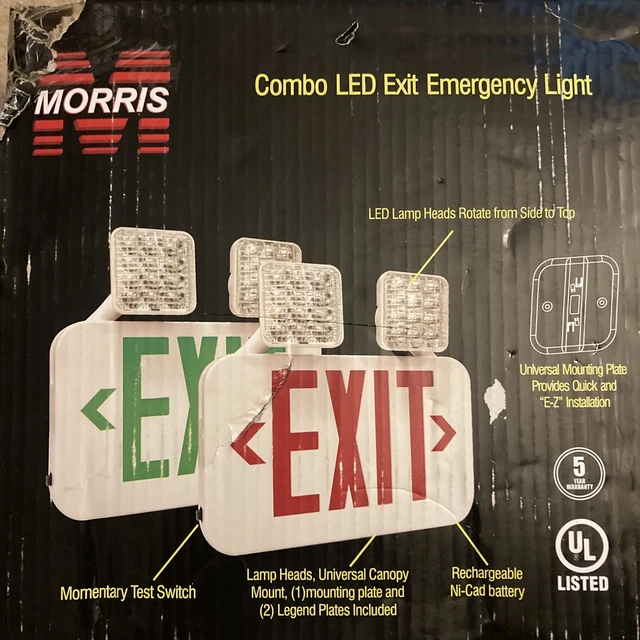 MORRIS
Combo LED Exit Emergency Light
LED Lamp Heads Rotate from Side to Top
EXIT
Universal Mounting Plate
Provides Quick and
“E-Z” Installation
5
YEAR
WARRANTY
UL
LISTED
Momentary Test Switch
Lamp Heads, Universal Canopy
Mount, (1)mounting plate and
(2) Legend Plates Included
Rechargeable
Ni-Cad battery